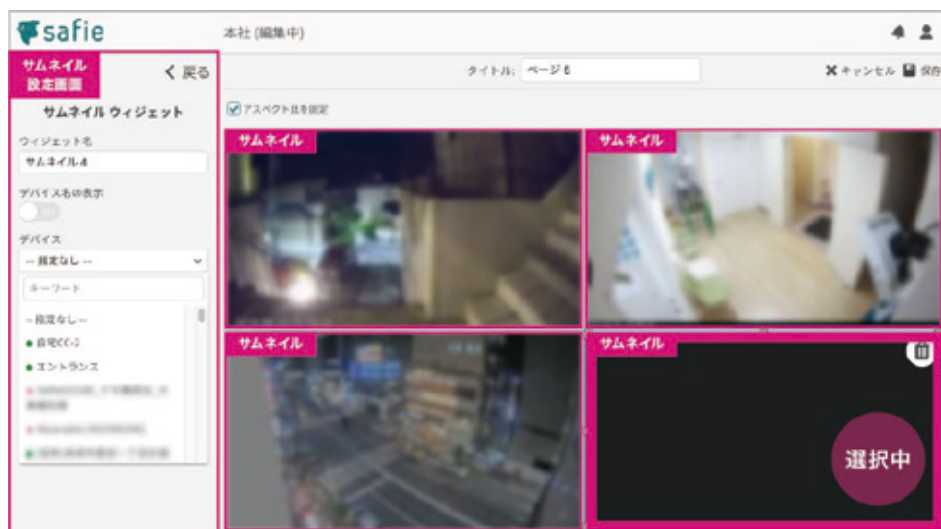 safie
本社 (編集中)
サムネイル
設定画面
戻る
タイトル:
ページ 6
キャンセル
保存
サムネイル ウィジェット
アスペクト比を固定
ウィジェット名
サムネイル4
デバイス名の表示
デバイス
-- 指定なし --
キーワード
-- 指定なし --
自宅CC-2
エントランス
サムネイル
サムネイル
サムネイル
サムネイル
選択中